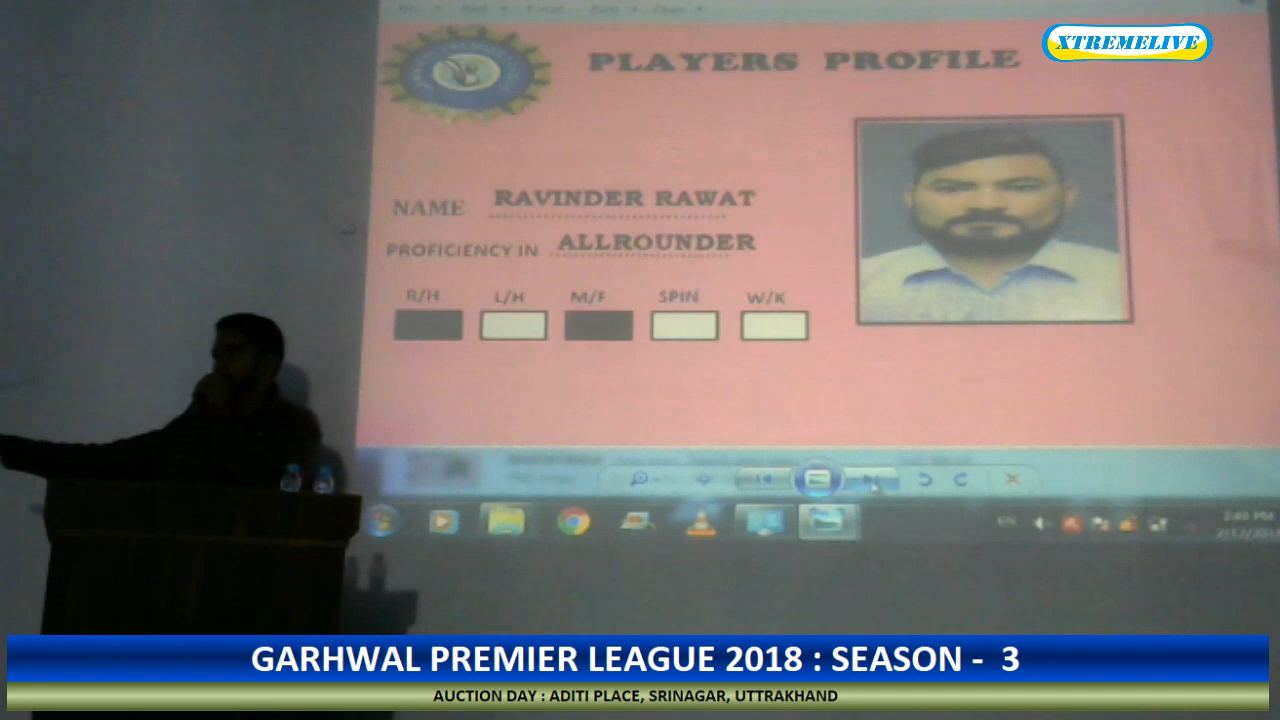 XTREMELIVE
PLAYERS PROFILE
NAME RAVINDER RAWAT
PROFICIENCY IN ALLROUNDER
R/H L/H M/F SPIN W/K
EN
GARHWAL PREMIER LEAGUE 2018 : SEASON - 3
AUCTION DAY : ADITI PLACE, SRINAGAR, UTTRAKHAND